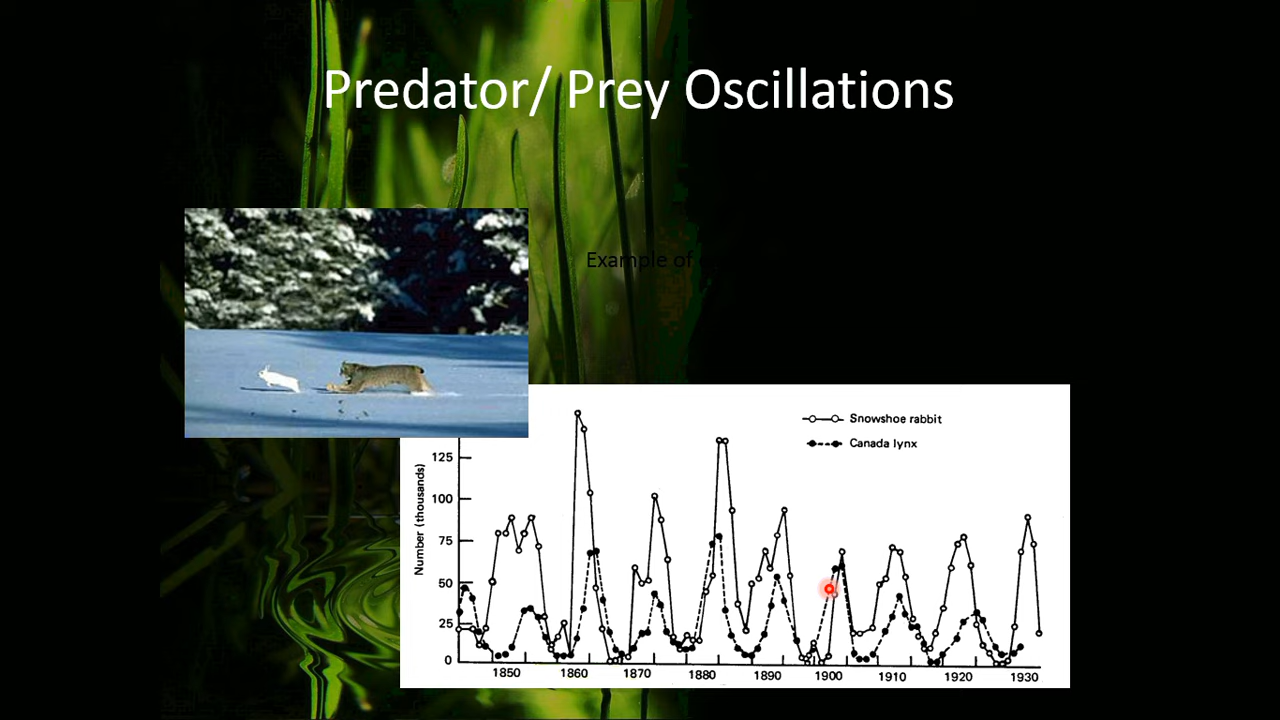 Predator/ Prey Oscillations
Example of
Snowshoe rabbit
Canada lynx
Number (thousands)
125
100
75
50
25
0
1850 1860 1870 1880 1890 1900 1910 1920 1930